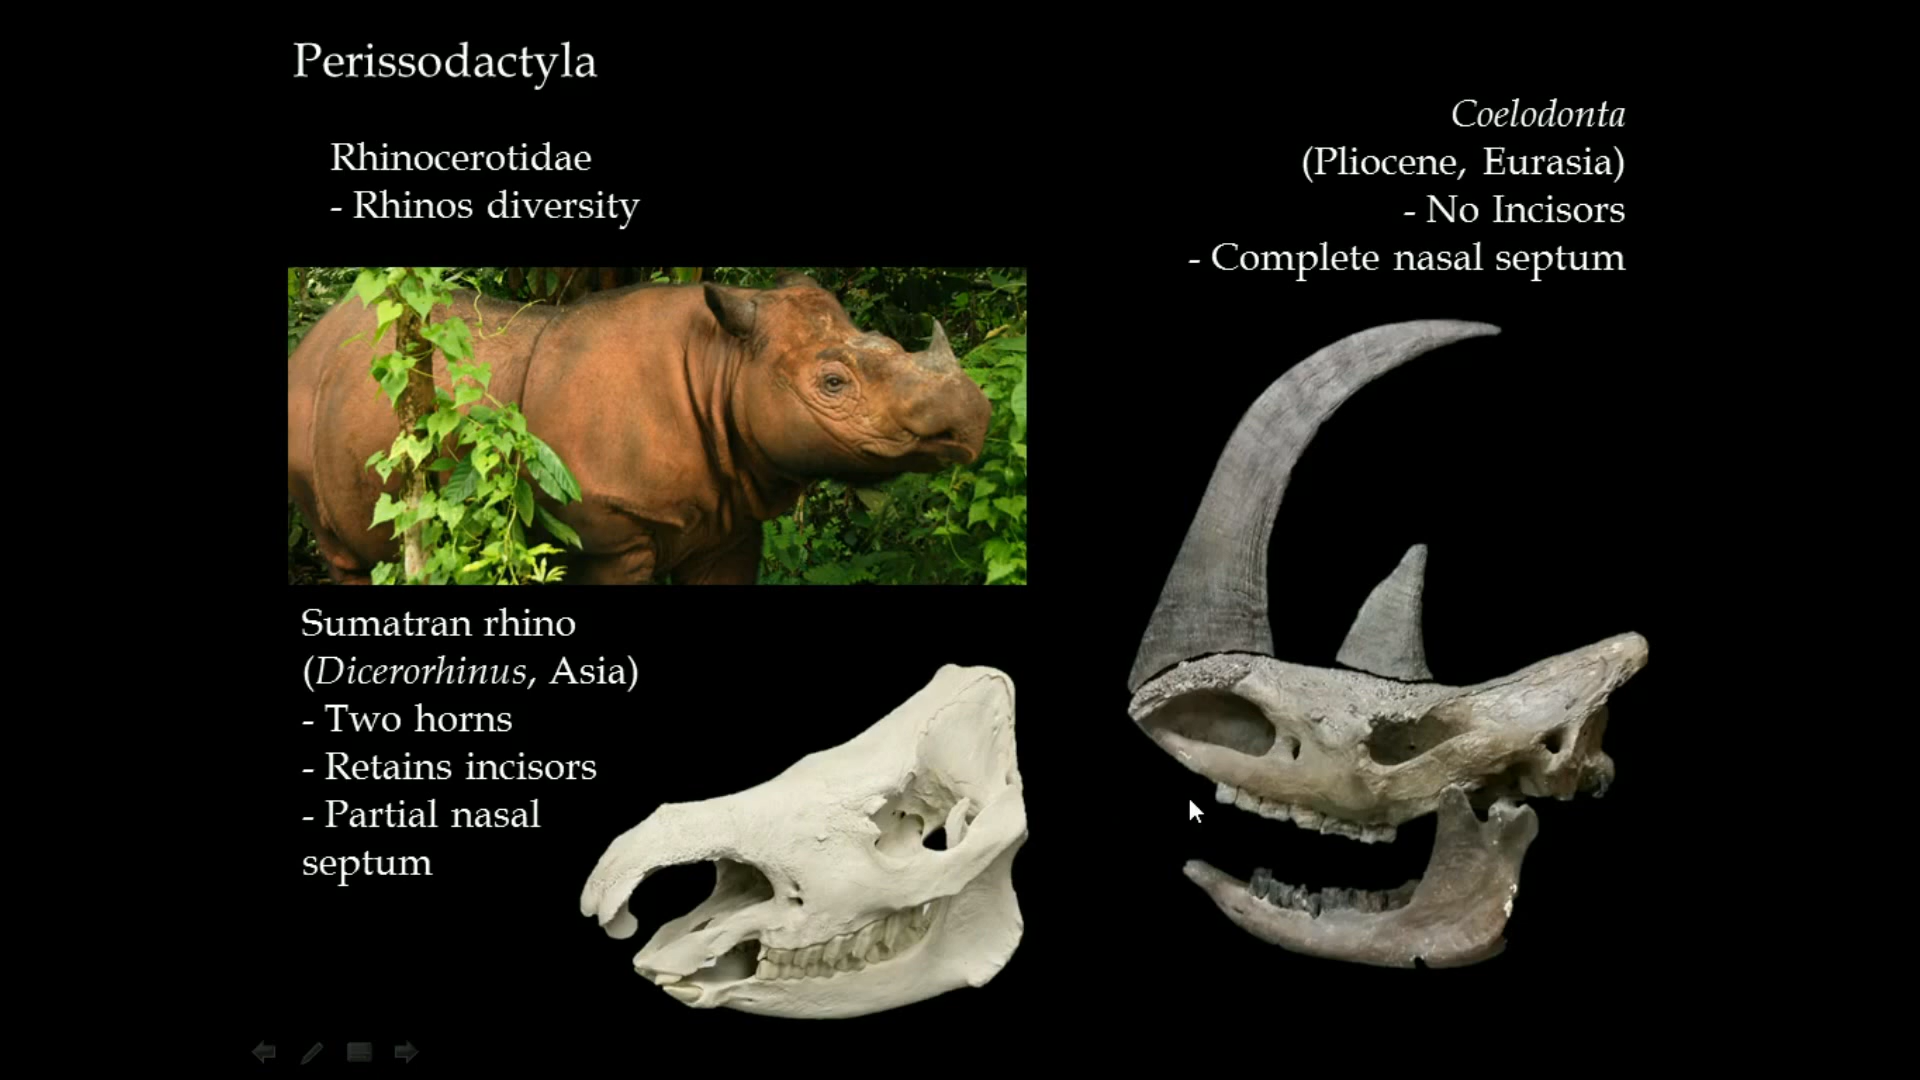 Perissodactyla
Rhinocerotidae
- Rhinos diversity
Coelodonta
(Pliocene, Eurasia)
- No Incisors
- Complete nasal septum
Sumatran rhino
(Dicerorhinus, Asia)
- Two horns
- Retains incisors
- Partial nasal
septum